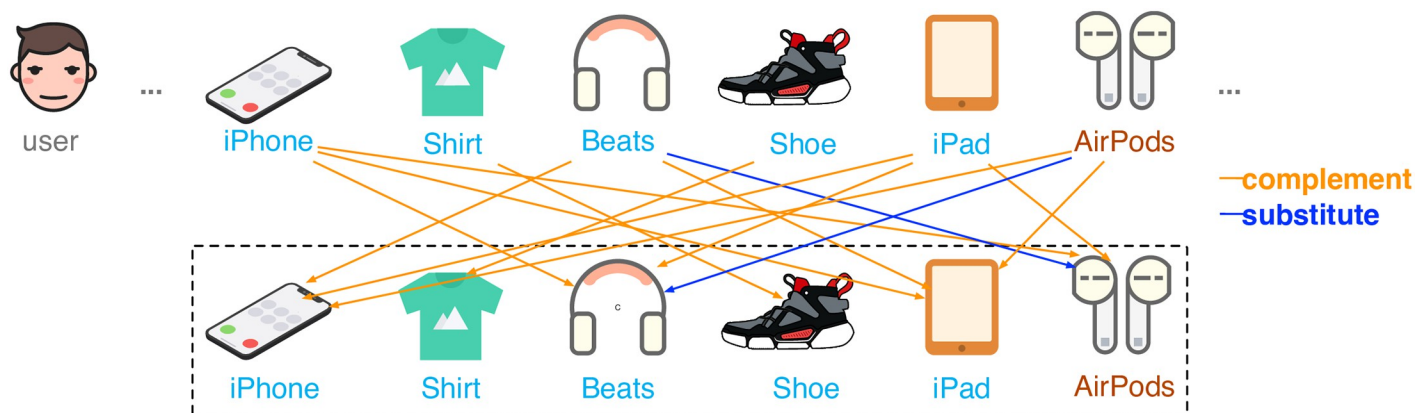 user
...
iPhone
Shirt
Beats
Shoe
iPad
AirPods
...
complement
substitute
c
iPhone
Shirt
Beats
Shoe
iPad
AirPods